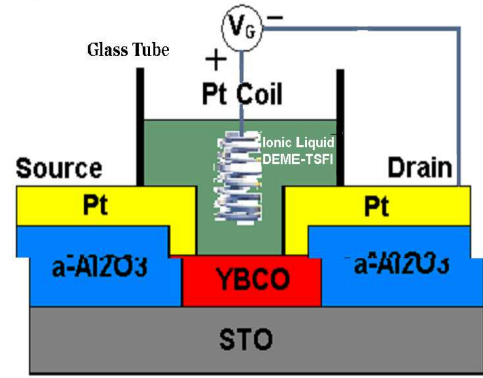 V_G
−
Glass Tube
+
Pt Coil
Ionic Liquid
DEME-TSFI
Source
Drain
Pt
Pt
a-Al2O3
a-Al2O3
YBCO
STO